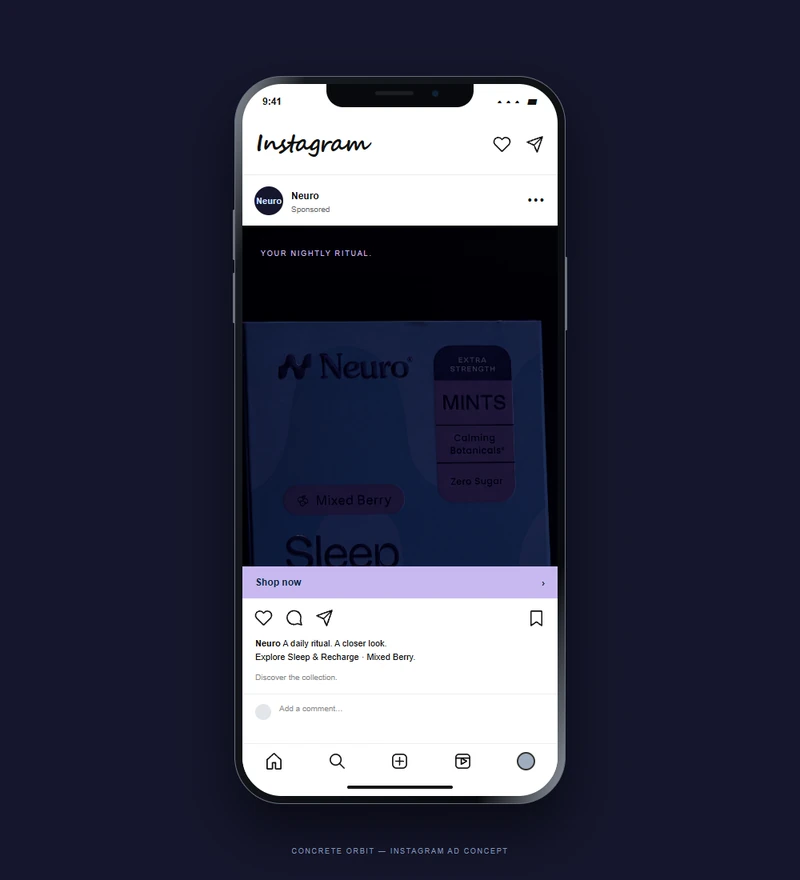 9:41
Instagram
Neuro
Neuro
Sponsored
YOUR NIGHTLY RITUAL.
Neuro®
EXTRA
STRENGTH
MINTS
Calming
Botanicals*
Zero Sugar
Mixed Berry
Sleep
Shop now ›
Neuro A daily ritual. A closer look.
Explore Sleep & Recharge · Mixed Berry.
Discover the collection.
Add a comment...
CONCRETE ORBIT — INSTAGRAM AD CONCEPT